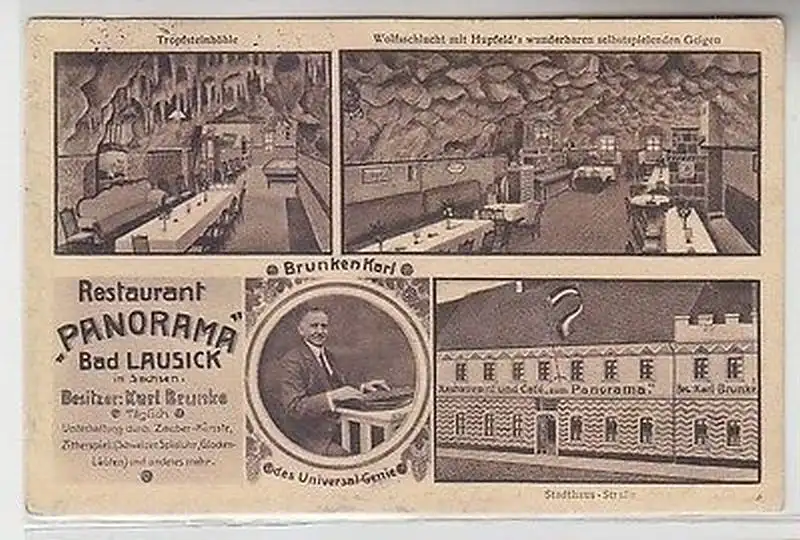 Tropfsteinhöhle
Wolfsschlucht mit Hupfeld's wunderbaren selbstspielenden Geigen
Brunken Karl
Restaurant
"PANORAMA"
Bad LAUSICK
in Sachsen.
Besitzer: Karl Brunke
Täglich
Unterhaltung durch Zauber-Künste,
Zitherspiel (Schweizer Spieluhr, Glocken-
Läuten) und anderes mehr.
des Universal-Genie
Restaurant und Café „zum Panorama."
Bes. Karl Brunke
Stadthaus-Straße